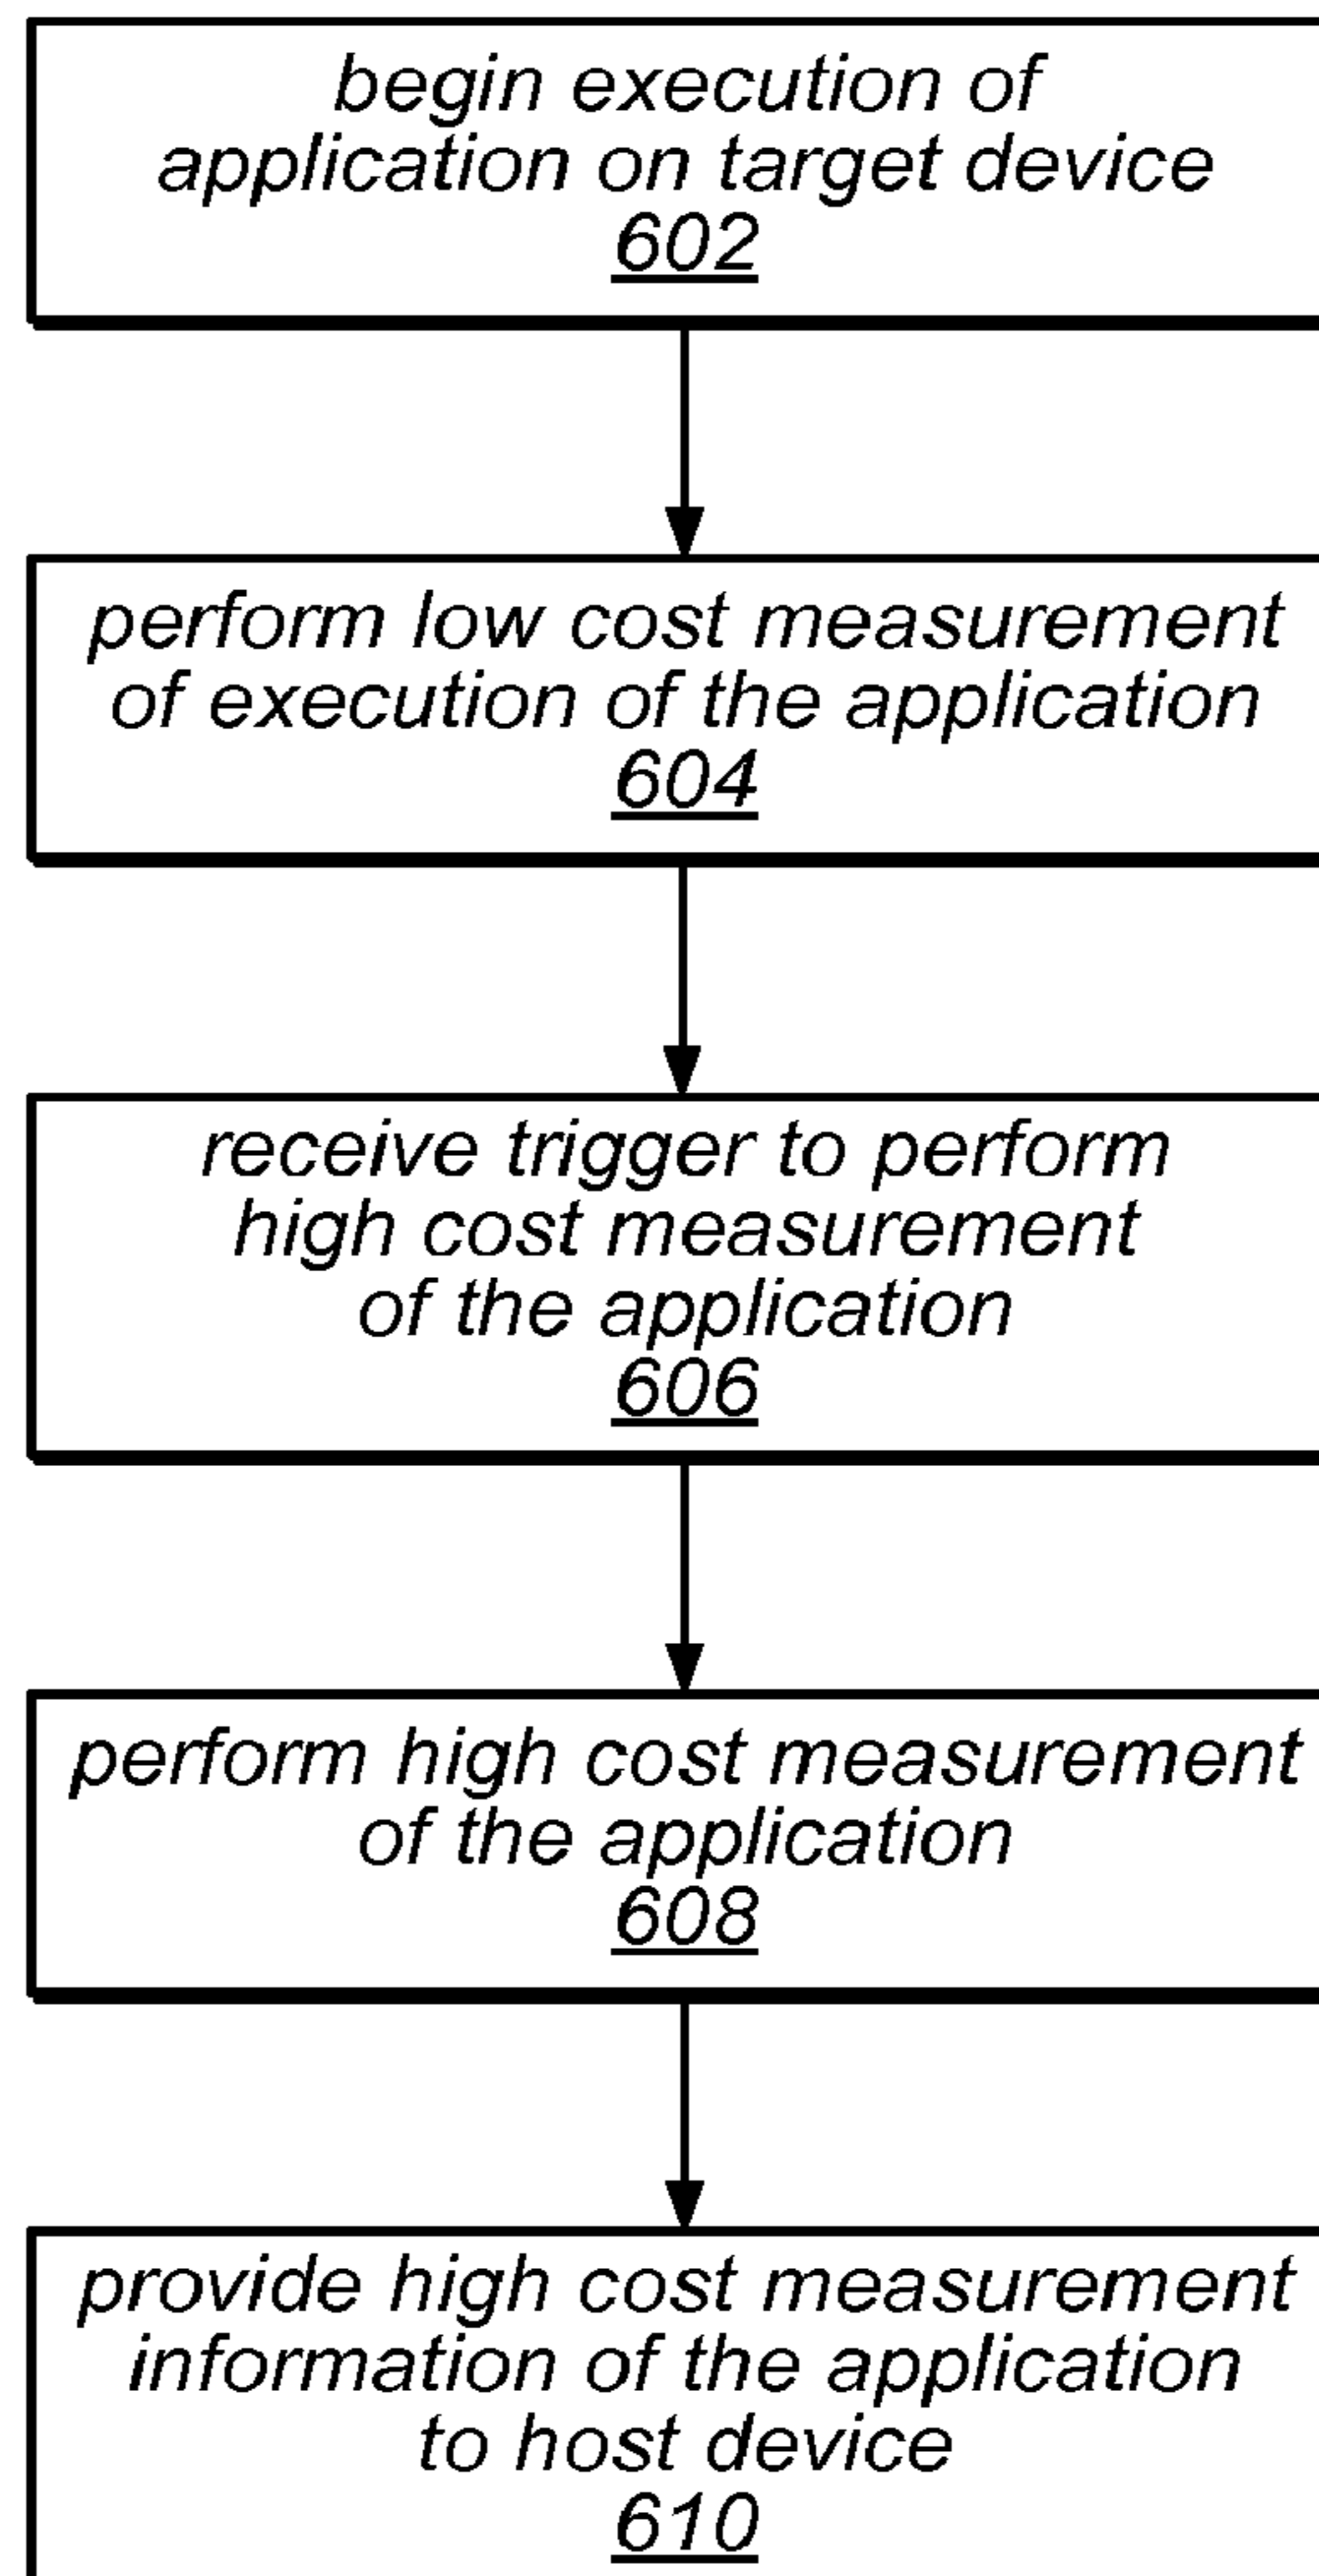 begin execution of
application on target device
602
perform low cost measurement
of execution of the application
604
receive trigger to perform
high cost measurement
of the application
606
perform high cost measurement
of the application
608
provide high cost measurement
information of the application
to host device
610